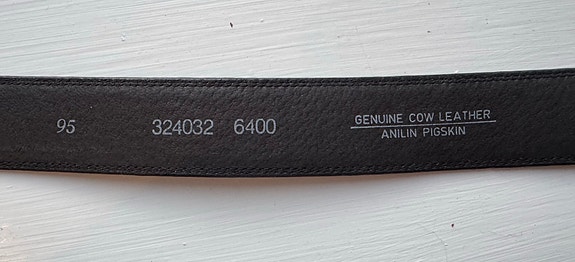 95 324032 6400
GENUINE COW LEATHER
ANILIN PIGSKIN